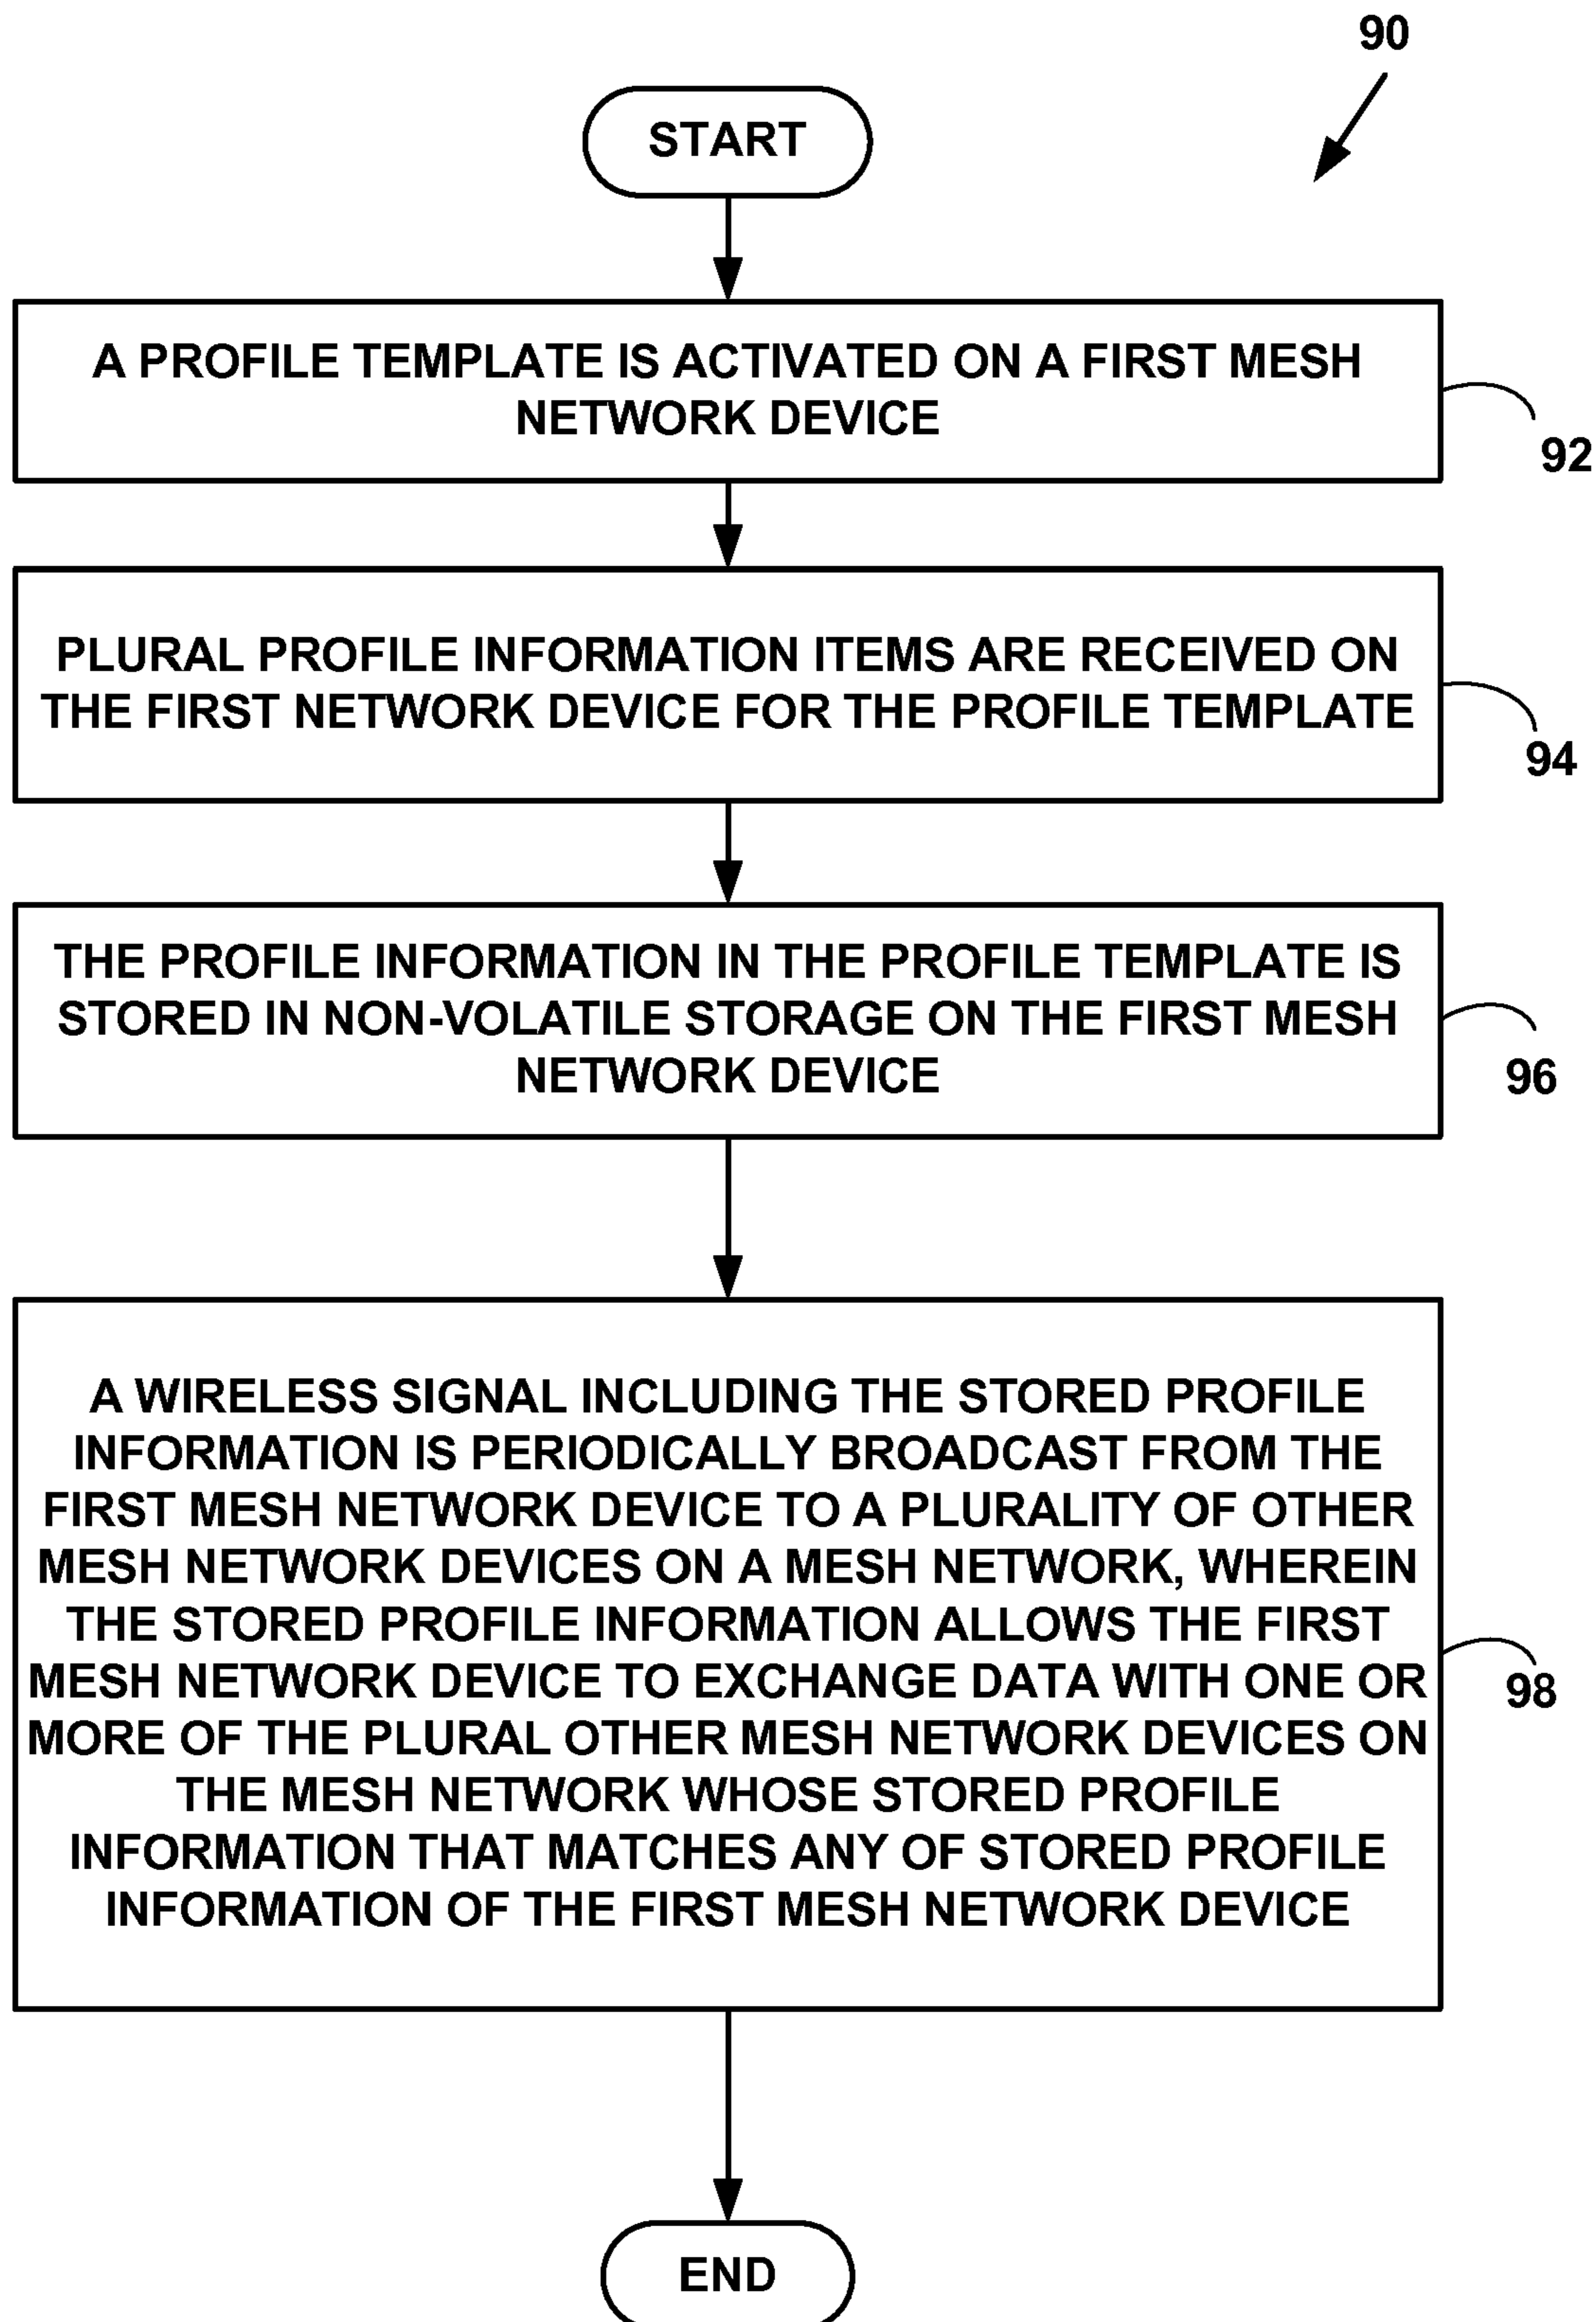 90
START
A PROFILE TEMPLATE IS ACTIVATED ON A FIRST MESH
NETWORK DEVICE
92
PLURAL PROFILE INFORMATION ITEMS ARE RECEIVED ON
THE FIRST NETWORK DEVICE FOR THE PROFILE TEMPLATE
94
THE PROFILE INFORMATION IN THE PROFILE TEMPLATE IS
STORED IN NON-VOLATILE STORAGE ON THE FIRST MESH
NETWORK DEVICE
96
A WIRELESS SIGNAL INCLUDING THE STORED PROFILE
INFORMATION IS PERIODICALLY BROADCAST FROM THE
FIRST MESH NETWORK DEVICE TO A PLURALITY OF OTHER
MESH NETWORK DEVICES ON A MESH NETWORK, WHEREIN
THE STORED PROFILE INFORMATION ALLOWS THE FIRST
MESH NETWORK DEVICE TO EXCHANGE DATA WITH ONE OR
MORE OF THE PLURAL OTHER MESH NETWORK DEVICES ON
THE MESH NETWORK WHOSE STORED PROFILE
INFORMATION THAT MATCHES ANY OF STORED PROFILE
INFORMATION OF THE FIRST MESH NETWORK DEVICE
98
END